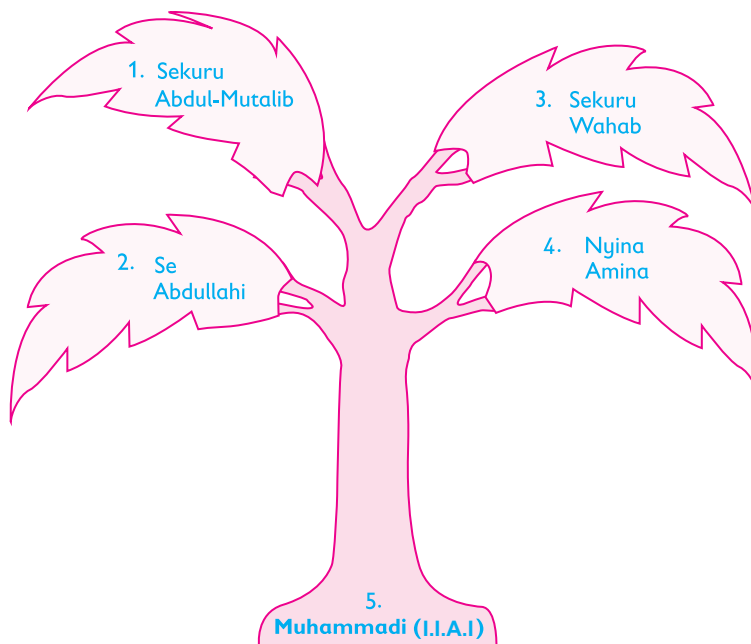 1. Sekuru
Abdul-Mutalib
2. Se
Abdullahi
3. Sekuru
Wahab
4. Nyina
Amina
5.
Muhammadi (I.I.A.I)